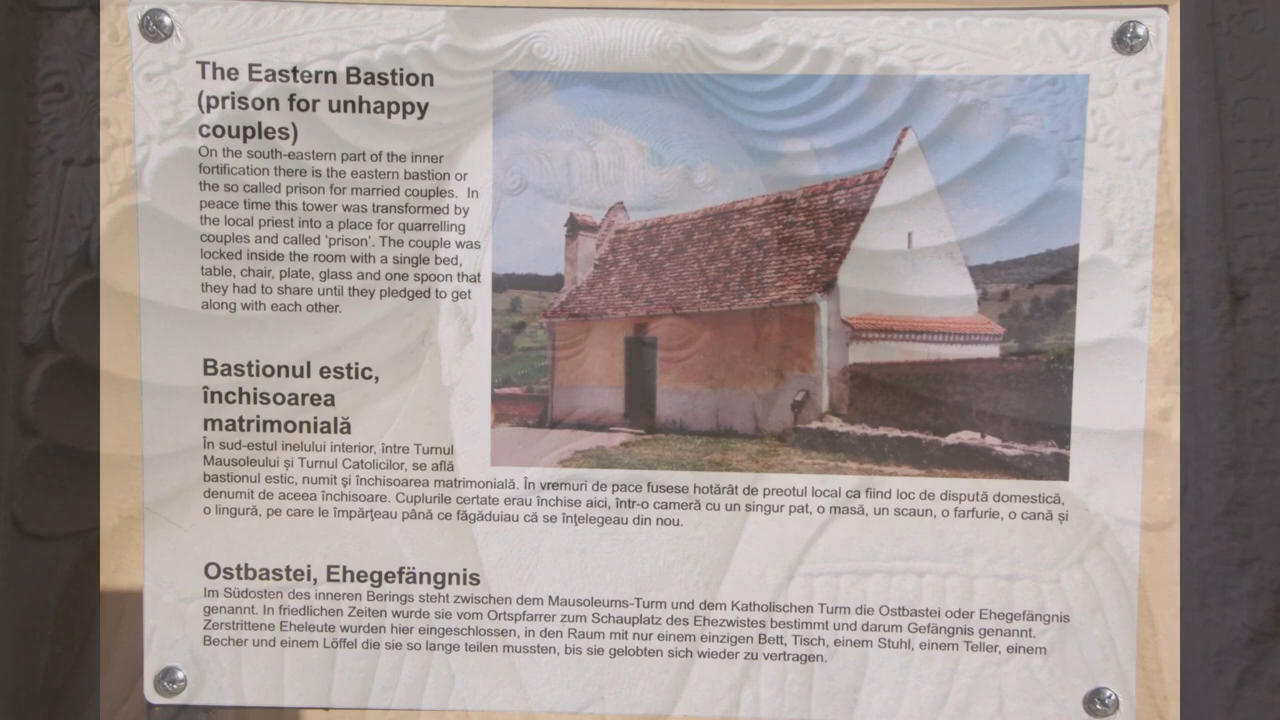 The Eastern Bastion
(prison for unhappy
couples)
On the south-eastern part of the inner
fortification there is the eastern bastion or
the so called prison for married couples. In
peace time this tower was transformed by
the local priest into a place for quarrelling
couples and called 'prison'. The couple was
locked inside the room with a single bed,
table, chair, plate, glass and one spoon that
they had to share until they pledged to get
along with each other.
Bastionul estic,
închisoarea
matrimonială
În sud-estul inelului interior, între Turnul
Mausoleului și Turnul Catolicilor, se află
bastionul estic, numit şi închisoarea matrimonială. În vremuri de pace fusese hotărât de preotul local ca fiind loc de dispută domestică,
denumit de aceea închisoare. Cuplurile certate erau închise aici, într-o cameră cu un singur pat, o masă, un scaun, o farfurie, o cană și
o lingură, pe care le împărţeau până ce făgăduiau că se înţelegeau din nou.
Ostbastei, Ehegefängnis
Im Südosten des inneren Berings steht zwischen dem Mausoleums-Turm und dem Katholischen Turm die Ostbastei oder Ehegefängnis
genannt. In friedlichen Zeiten wurde sie vom Ortspfarrer zum Schauplatz des Ehezwistes bestimmt und darum Gefängnis genannt.
Zerstrittene Eheleute wurden hier eingeschlossen, in den Raum mit nur einem einzigen Bett, Tisch, einem Stuhl, einem Teller, einem
Becher und einem Löffel die sie so lange teilen mussten, bis sie gelobten sich wieder zu vertragen.